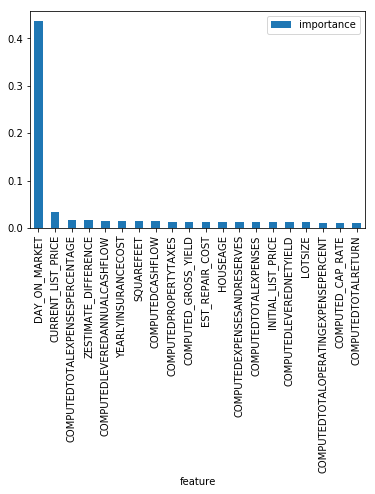 importance
0.4
0.3
0.2
0.1
0.0
DAY_ON_MARKET
CURRENT_LIST_PRICE
COMPUTEDTOTALEXPENSESPERCENTAGE
ZESTIMATE_DIFFERENCE
COMPUTEDLEVEREDANNUALCASHFLOW
YEARLYINSURANCECOST
SQUAREFEET
COMPUTEDCASHFLOW
COMPUTEDPROPERTYTAXES
COMPUTED_GROSS_YIELD
EST_REPAIR_COST
HOUSEAGE
COMPUTEDEXPENSESANDRESERVES
COMPUTEDTOTALEXPENSES
INITIAL_LIST_PRICE
COMPUTEDLEVEREDNETYIELD
LOTSIZE
COMPUTEDTOTALOPERATINGEXPENSEPERCENT
COMPUTED_CAP_RATE
COMPUTEDTOTALRETURN
feature